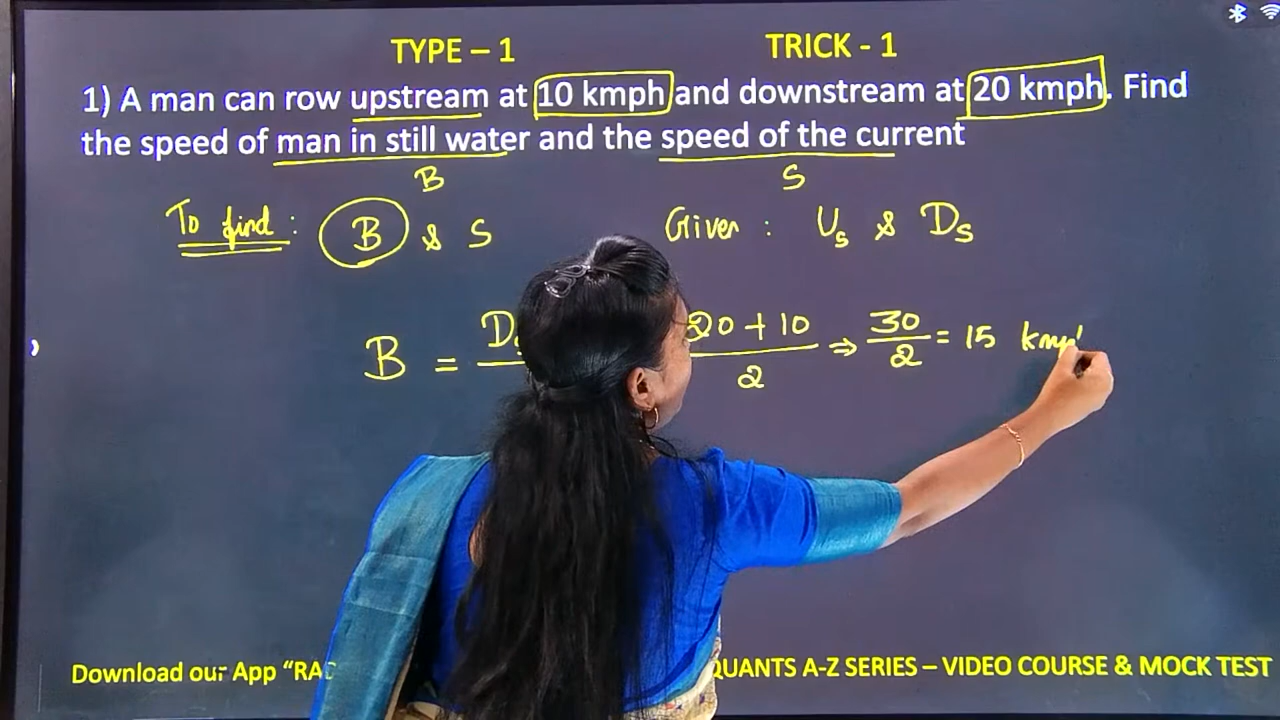 TYPE – 1 TRICK - 1
1) A man can row upstream at 10 kmph and downstream at 20 kmph. Find
the speed of man in still water and the speed of the current
B S
To find : B & S Given : Us & Ds
B = 20 + 10 / 2 ⇒ 30 / 2 = 15
Download our App QUANTS A-Z SERIES – VIDEO COURSE & MOCK TEST